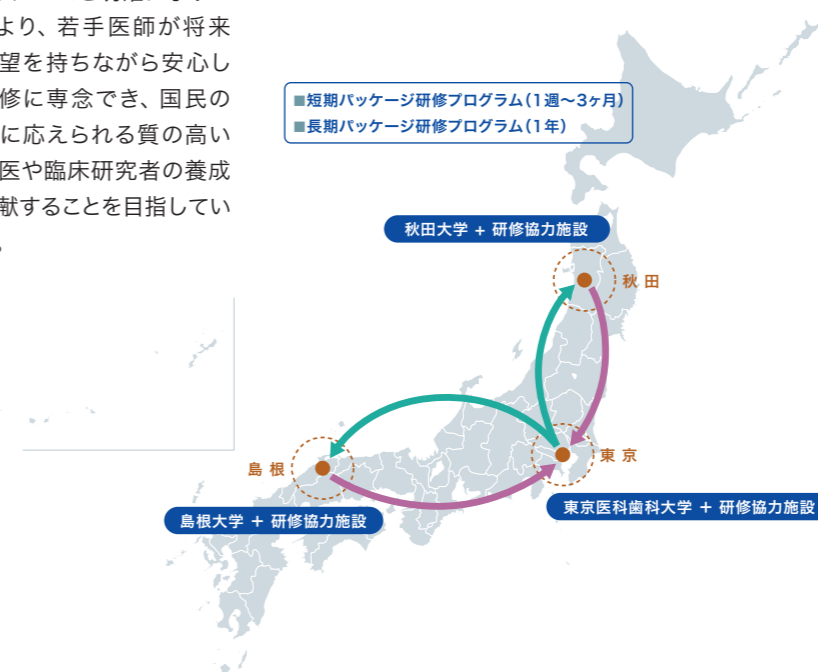 より、若手医師が将来
望を持ちながら安心し
修に専念でき、国民の
に応えられる質の高い
医や臨床研究者の養成
献することを目指してい
。
■短期パッケージ研修プログラム(1週〜3ヶ月)
■長期パッケージ研修プログラム(1年)
秋田大学 + 研修協力施設
秋田
島根
東京
東京医科歯科大学 + 研修協力施設
島根大学 + 研修協力施設